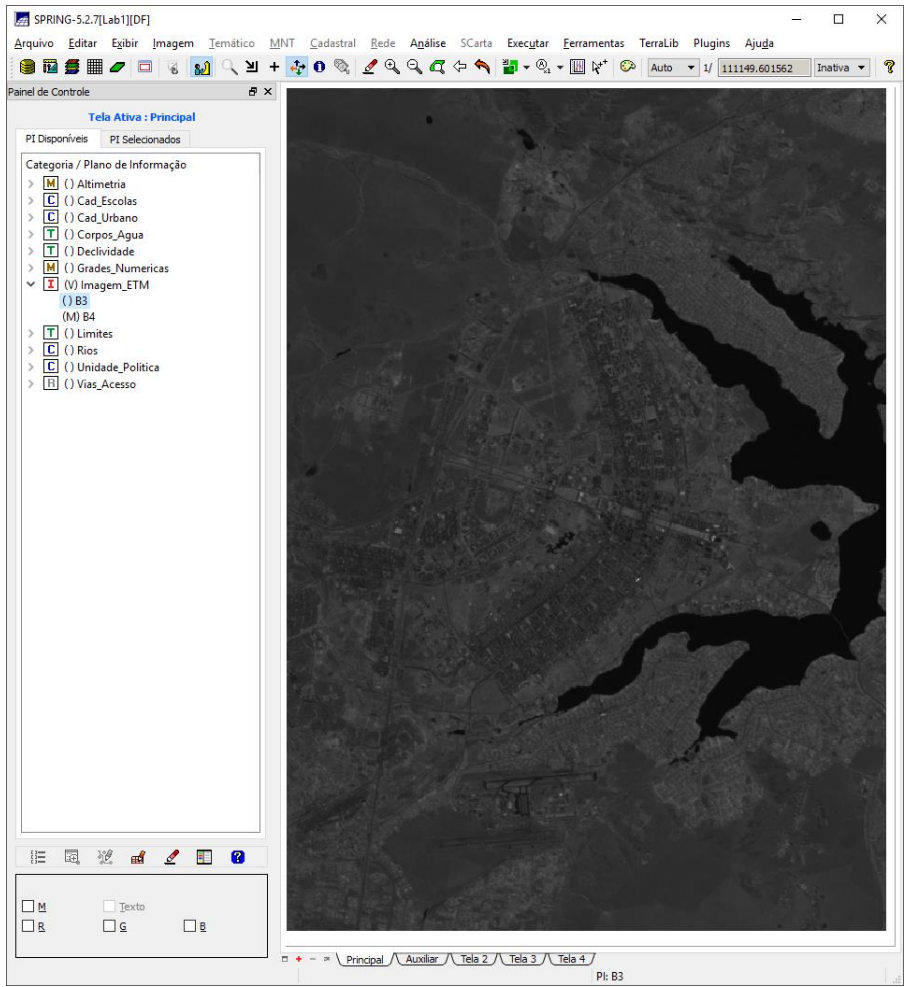 SPRING-5.2.7[Lab1][DF]
Arquivo Editar Exibir Imagem Temático MNT Cadastral Rede Análise SCarta Executar Ferramentas TerraLib Plugins Ajuda
Auto 1/ 111149.601562 Inativa
Painel de Controle
Tela Ativa : Principal
PI Disponíveis PI Selecionados
Categoria / Plano de Informação
M () Altimetria
C () Cad_Escolas
C () Cad_Urbano
T () Corpos_Agua
T () Declividade
M () Grades_Numericas
I (V) Imagem_ETM
() B3
(M) B4
T () Limites
C () Rios
C () Unidade_Politica
R () Vias_Acesso
M Texto
R G B
Principal Auxiliar Tela 2 Tela 3 Tela 4
PI: B3